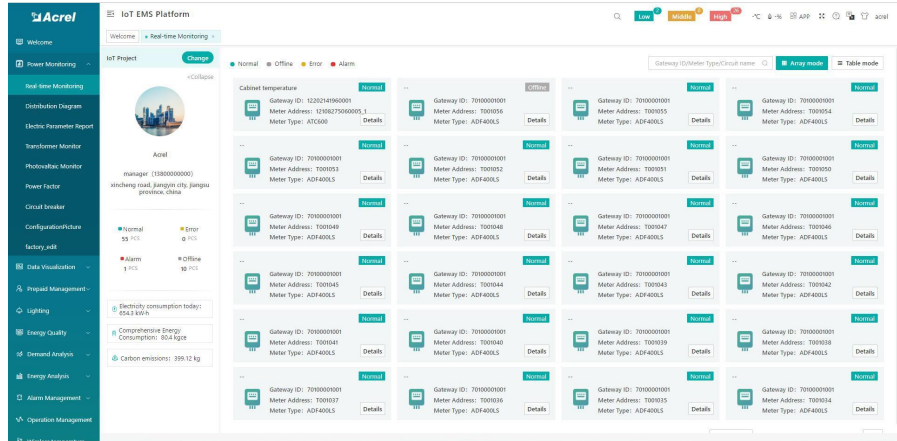 Acrel
IoT EMS Platform
Low
Middle
High
-℃ -% APP acrel
Welcome
Real-time Monitoring
Welcome
Power Monitoring
Real-time Monitoring
Distribution Diagram
Electric Parameter Report
Transformer Monitor
Photovoltaic Monitor
Power Factor
Circuit breaker
ConfigurationPicture
factory_edit
Data Visualization
Prepaid Management
Lighting
Energy Quality
Demand Analysis
Energy Analysis
Alarm Management
Operation Management
IoT Project
Change
<Collapse
Acrel
manager (13800000000)
xincheng road, jiangyin city, jiangsu
province, china
Normal
55 PCS
Error
0 PCS
Alarm
1 PCS
Offline
10 PCS
Electricity consumption today:
654.3 kW·h
Comprehensive Energy
Consumption: 80.4 kgce
Carbon emissions: 399.12 kg
Normal Offline Error Alarm
Gateway ID/Meter Type/Circuit name
Array mode
Table mode
Cabinet temperature
Normal
Gateway ID: 12202141960001
Meter Address: 12108275060005_1
Meter Type: ATC600
Details
--
Offline
Gateway ID: 70100001001
Meter Address: T001056
Meter Type: ADF400LS
Details
--
Normal
Gateway ID: 70100001001
Meter Address: T001055
Meter Type: ADF400LS
Details
--
Normal
Gateway ID: 70100001001
Meter Address: T001054
Meter Type: ADF400LS
Details
--
Normal
Gateway ID: 70100001001
Meter Address: T001053
Meter Type: ADF400LS
Details
--
Normal
Gateway ID: 70100001001
Meter Address: T001052
Meter Type: ADF400LS
Details
--
Normal
Gateway ID: 70100001001
Meter Address: T001051
Meter Type: ADF400LS
Details
--
Normal
Gateway ID: 70100001001
Meter Address: T001050
Meter Type: ADF400LS
Details
--
Normal
Gateway ID: 70100001001
Meter Address: T001049
Meter Type: ADF400LS
Details
--
Normal
Gateway ID: 70100001001
Meter Address: T001048
Meter Type: ADF400LS
Details
--
Normal
Gateway ID: 70100001001
Meter Address: T001047
Meter Type: ADF400LS
Details
--
Normal
Gateway ID: 70100001001
Meter Address: T001046
Meter Type: ADF400LS
Details
--
Normal
Gateway ID: 70100001001
Meter Address: T001045
Meter Type: ADF400LS
Details
--
Normal
Gateway ID: 70100001001
Meter Address: T001044
Meter Type: ADF400LS
Details
--
Normal
Gateway ID: 70100001001
Meter Address: T001043
Meter Type: ADF400LS
Details
--
Normal
Gateway ID: 70100001001
Meter Address: T001042
Meter Type: ADF400LS
Details
--
Normal
Gateway ID: 70100001001
Meter Address: T001041
Meter Type: ADF400LS
Details
--
Normal
Gateway ID: 70100001001
Meter Address: T001040
Meter Type: ADF400LS
Details
--
Normal
Gateway ID: 70100001001
Meter Address: T001039
Meter Type: ADF400LS
Details
--
Normal
Gateway ID: 70100001001
Meter Address: T001038
Meter Type: ADF400LS
Details
--
Normal
Gateway ID: 70100001001
Meter Address: T001037
Meter Type: ADF400LS
Details
--
Normal
Gateway ID: 70100001001
Meter Address: T001036
Meter Type: ADF400LS
Details
--
Normal
Gateway ID: 70100001001
Meter Address: T001035
Meter Type: ADF400LS
Details
--
Normal
Gateway ID: 70100001001
Meter Address: T001034
Meter Type: ADF400LS
Details